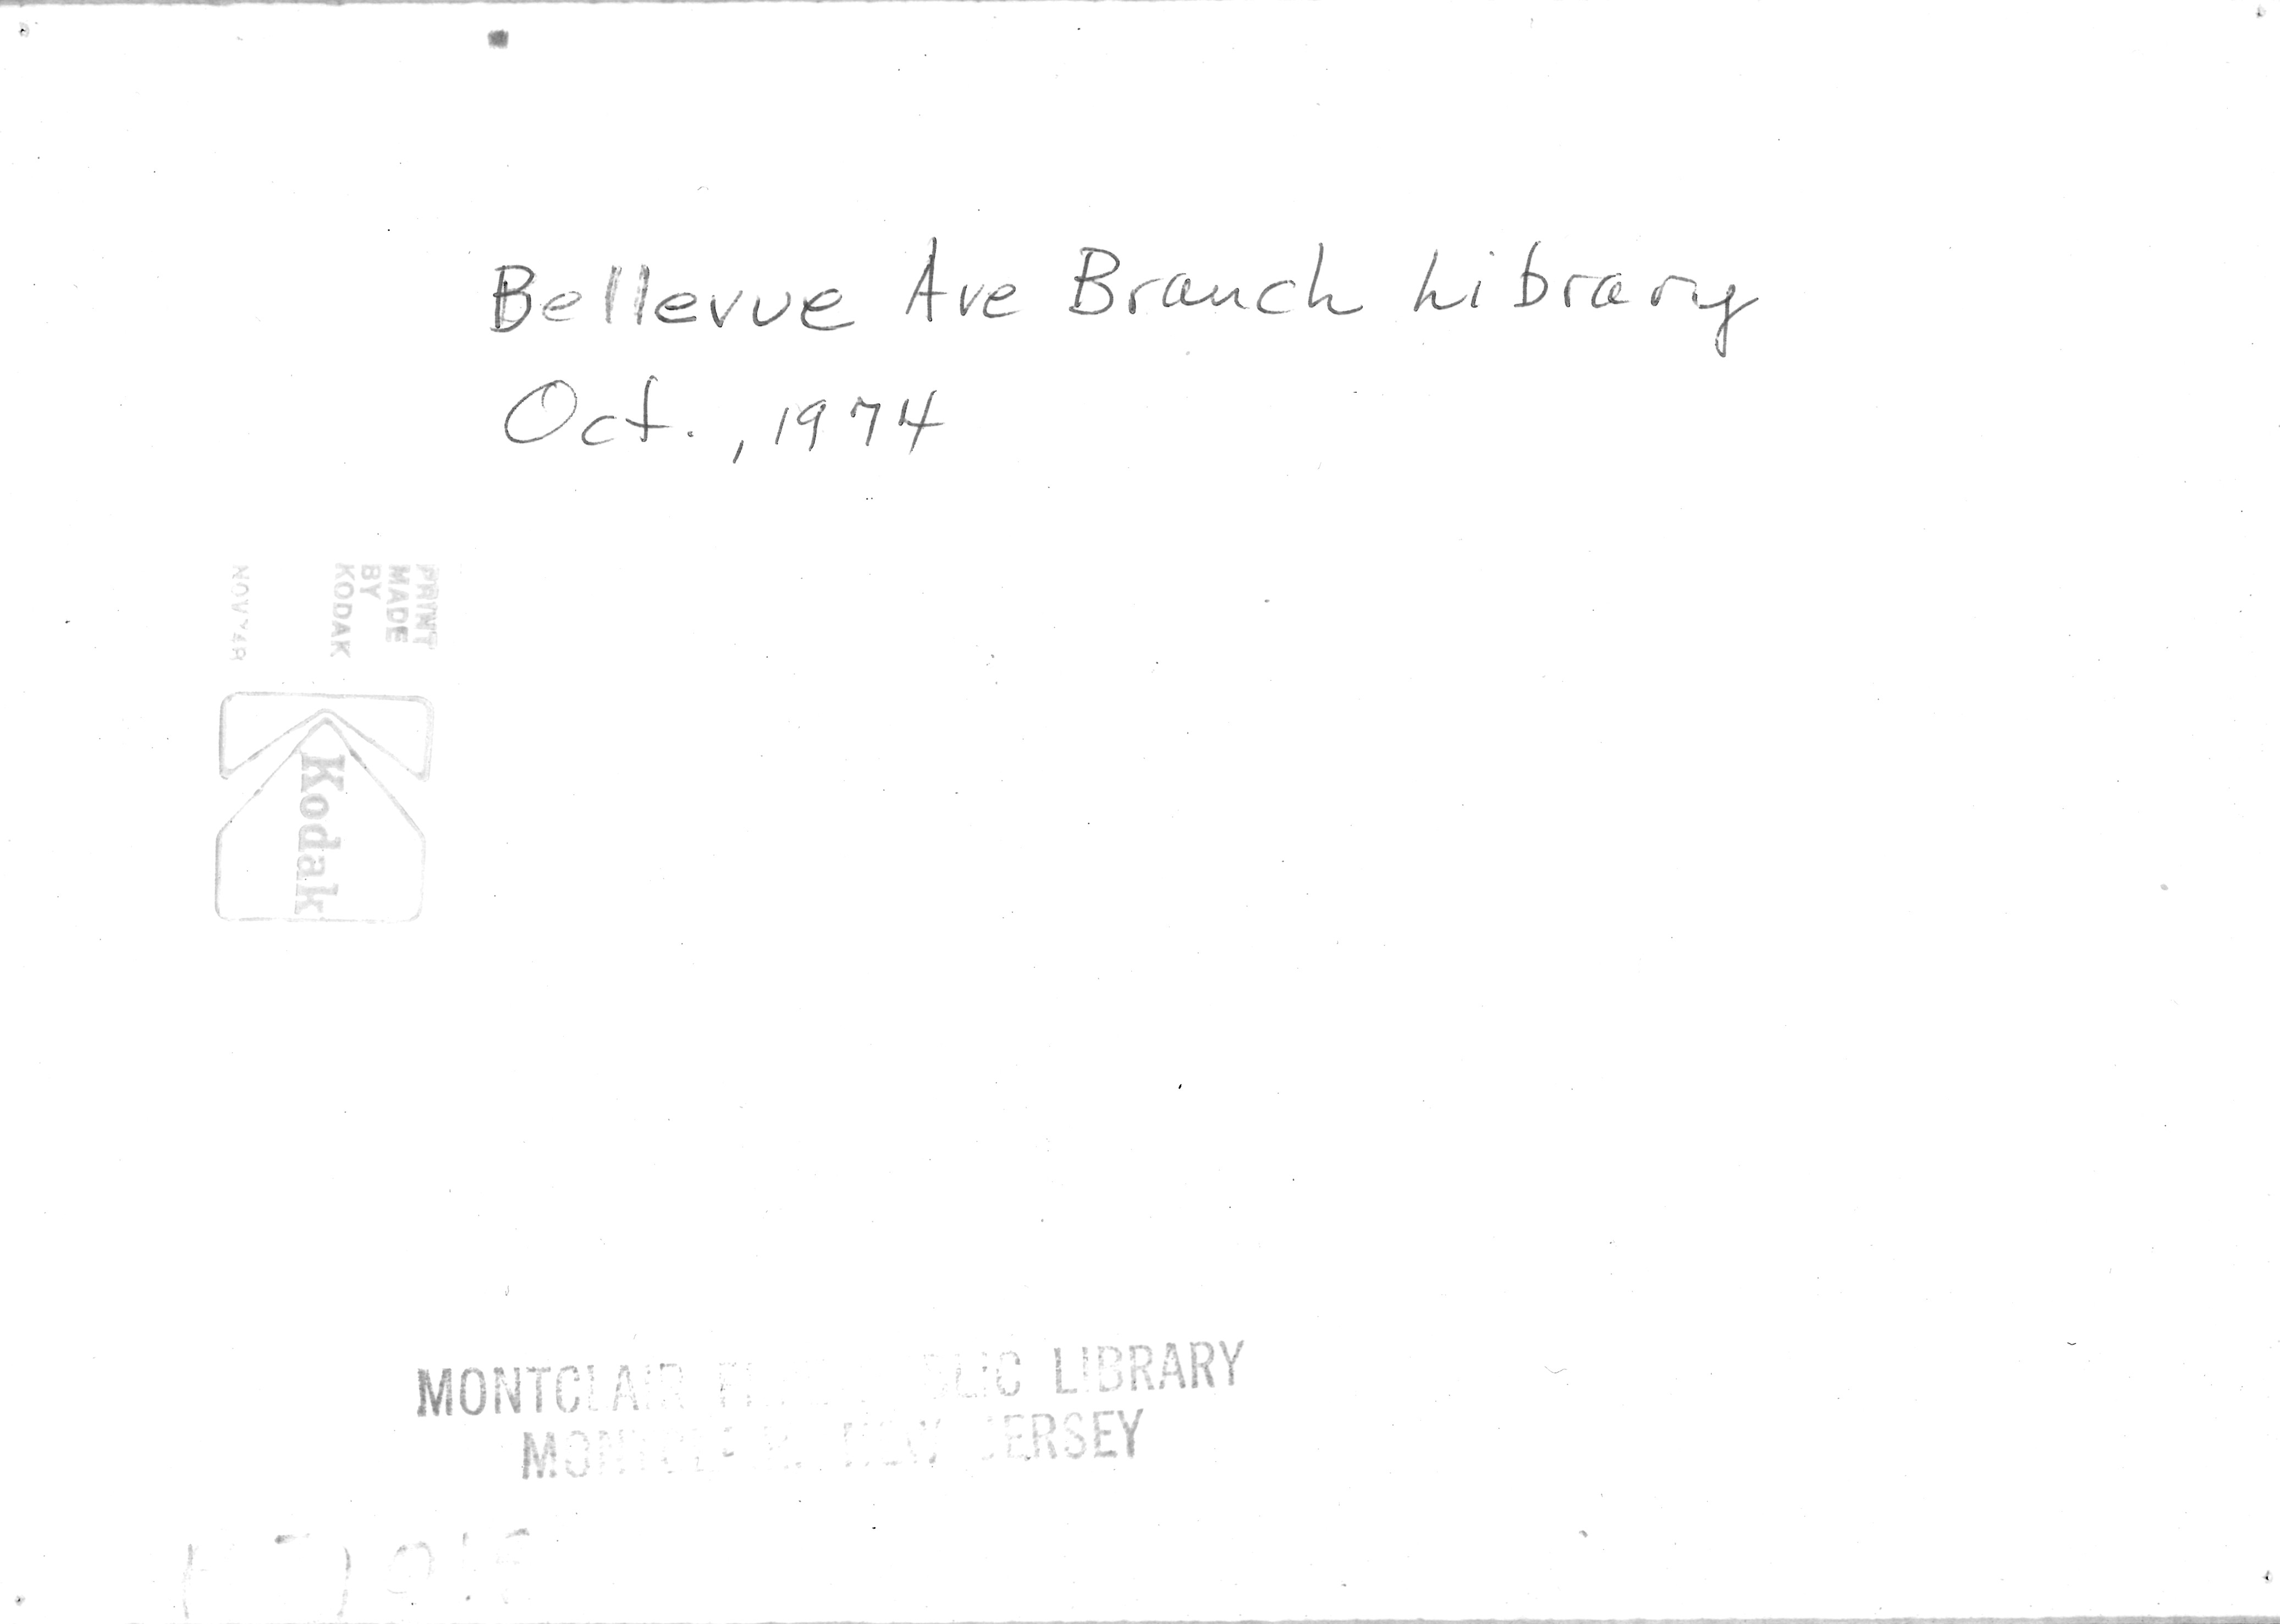 Bellevue Ave Branch Library
Oct., 1974
PRINT
MADE
BY
KODAK
Kodak
MONTCLAIR LIBRARY
JERSEY